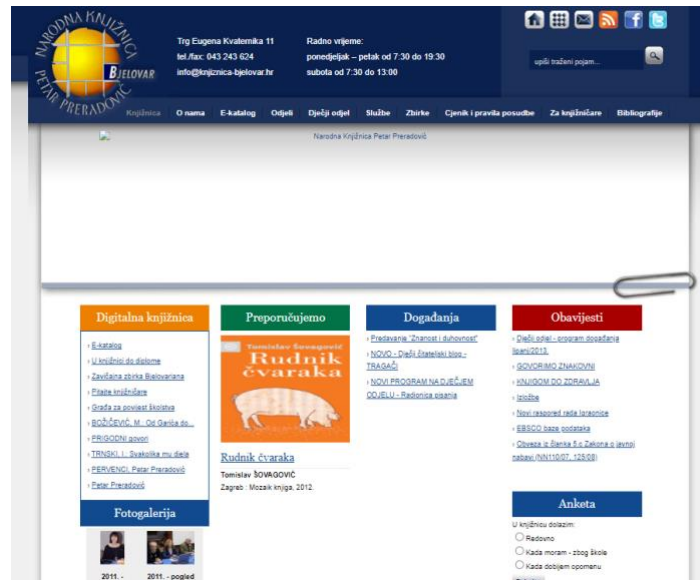 NARODNA KNJIŽNICA
PETAR PRERADOVIĆ
BJELOVAR
Trg Eugena Kvaternika 11
tel./fax: 043 243 624
info@knjiznica-bjelovar.hr
Radno vrijeme:
ponedjeljak – petak od 7:30 do 19:30
subota od 7:30 do 13:00
upiši traženi pojam...
Knjižnica O nama E-katalog Odjeli Dječji odjel Službe Zbirke Cjenik i pravila posudbe Za knjižničare Bibliografije
Narodna Knjižnica Petar Preradović
Digitalna knjižnica
› E-katalog
› U knjižnici do diplome
› Zavičajna zbirka Bjelovariana
› Pitajte knjižničare
› Građa za povijest školstva
› BOŽIČEVIĆ, M. Od Garića do...
› PRIGODNI govori
› TRNSKI, I.: Svakolika mu djela
› PERVENCI, Petar Preradović
› Petar Preradović
Fotogalerija
2011. -
2011. - pogled
Preporučujemo
Tomislav Šovagović
Rudnik
čvaraka
Rudnik čvaraka
Tomislav ŠOVAGOVIĆ
Zagreb : Mozaik knjiga, 2012.
Događanja
› Predavanje "Znanost i duhovnost"
› NOVO - Dječji čitateljski blog -
TRAGAČI
› NOVI PROGRAM NA DJEČJEM
ODJELU - Radionica pisanja
Obavijesti
› Dječji odjel - program događanja
lipanj/2013.
› GOVORIMO ZNAKOVNI
› KNJIGOM DO ZDRAVLJA
› Izložbe
› Novi raspored rada Igraonice
› EBSCO baze podataka
› Obveza iz članka 5.c Zakona o javnoj
nabavi (NN110/07, 125/08)
Anketa
U knjižnicu dolazim:
Redovno
Kada moram - zbog škole
Kada dobijem opomenu